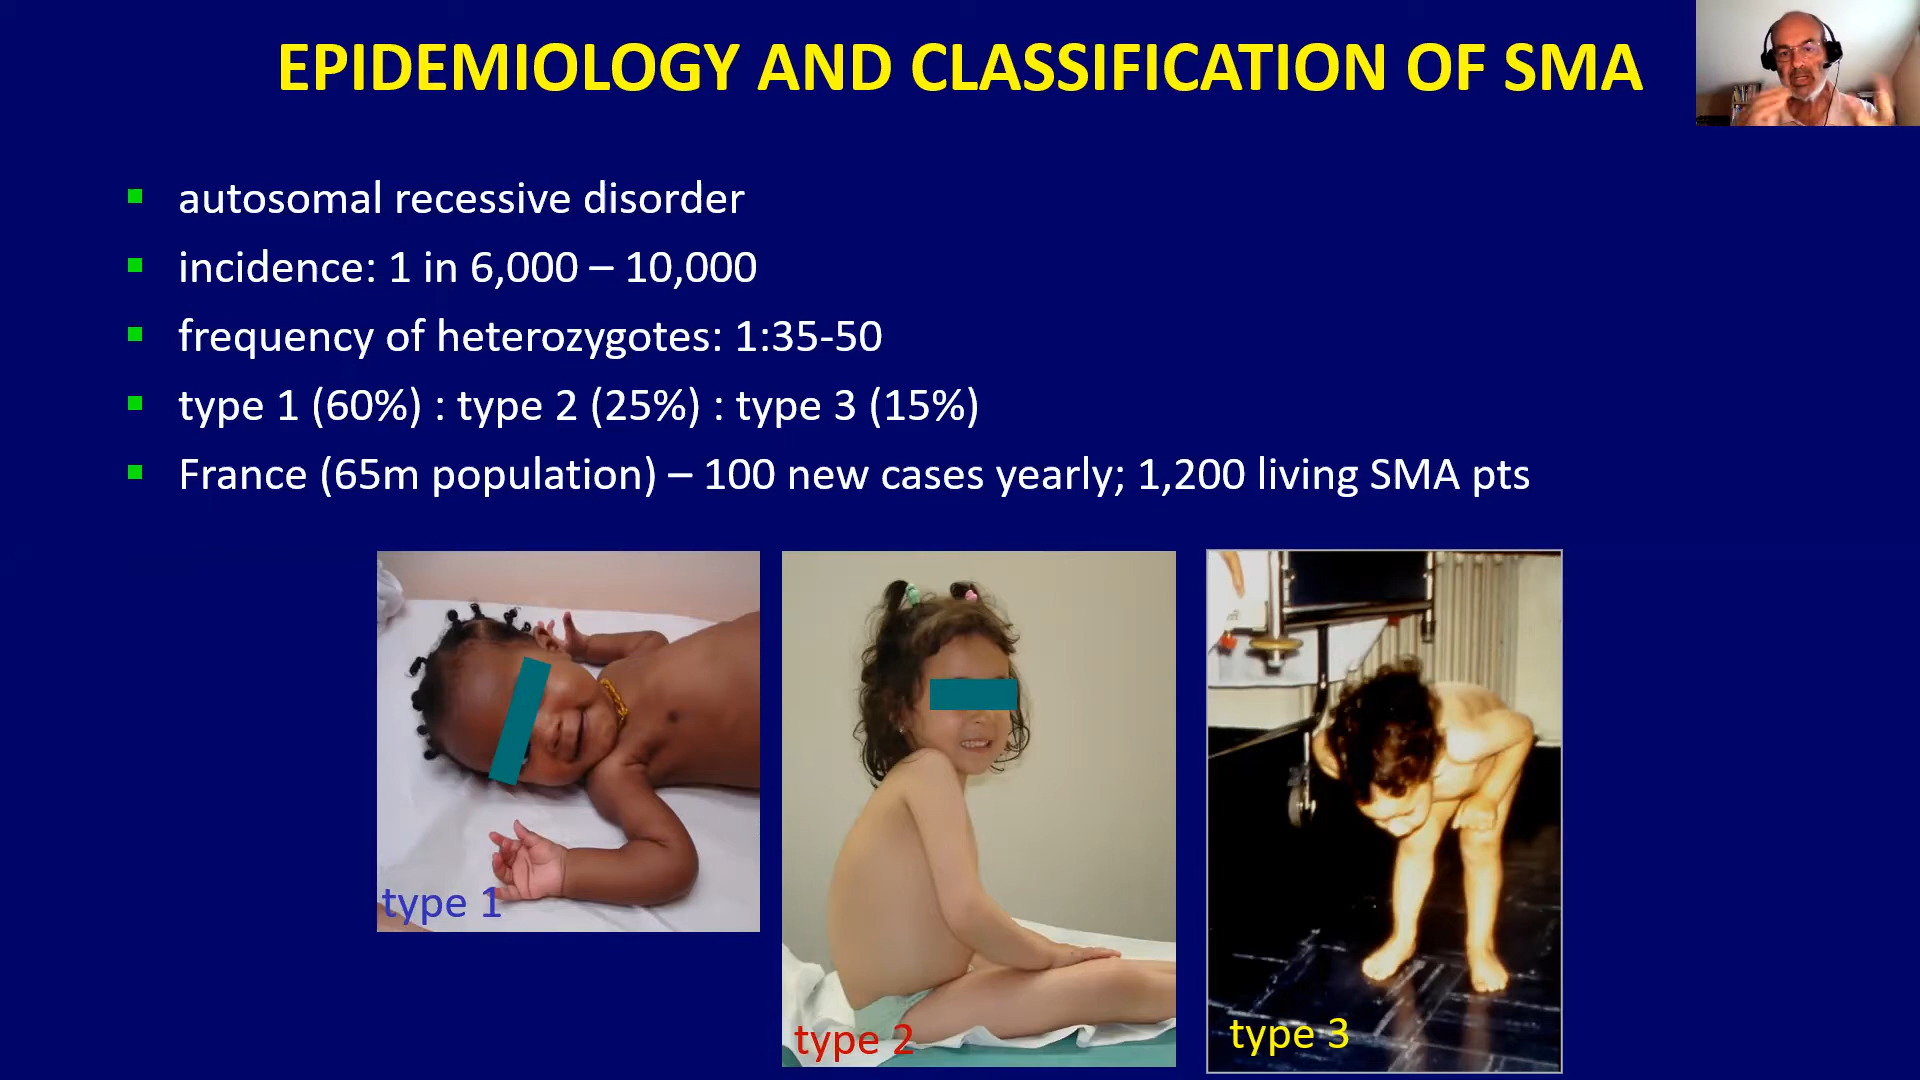 EPIDEMIOLOGY AND CLASSIFICATION OF SMA
autosomal recessive disorder
incidence: 1 in 6,000 – 10,000
frequency of heterozygotes: 1:35-50
type 1 (60%) : type 2 (25%) : type 3 (15%)
France (65m population) – 100 new cases yearly; 1,200 living SMA pts
type 1
type 2
type 3